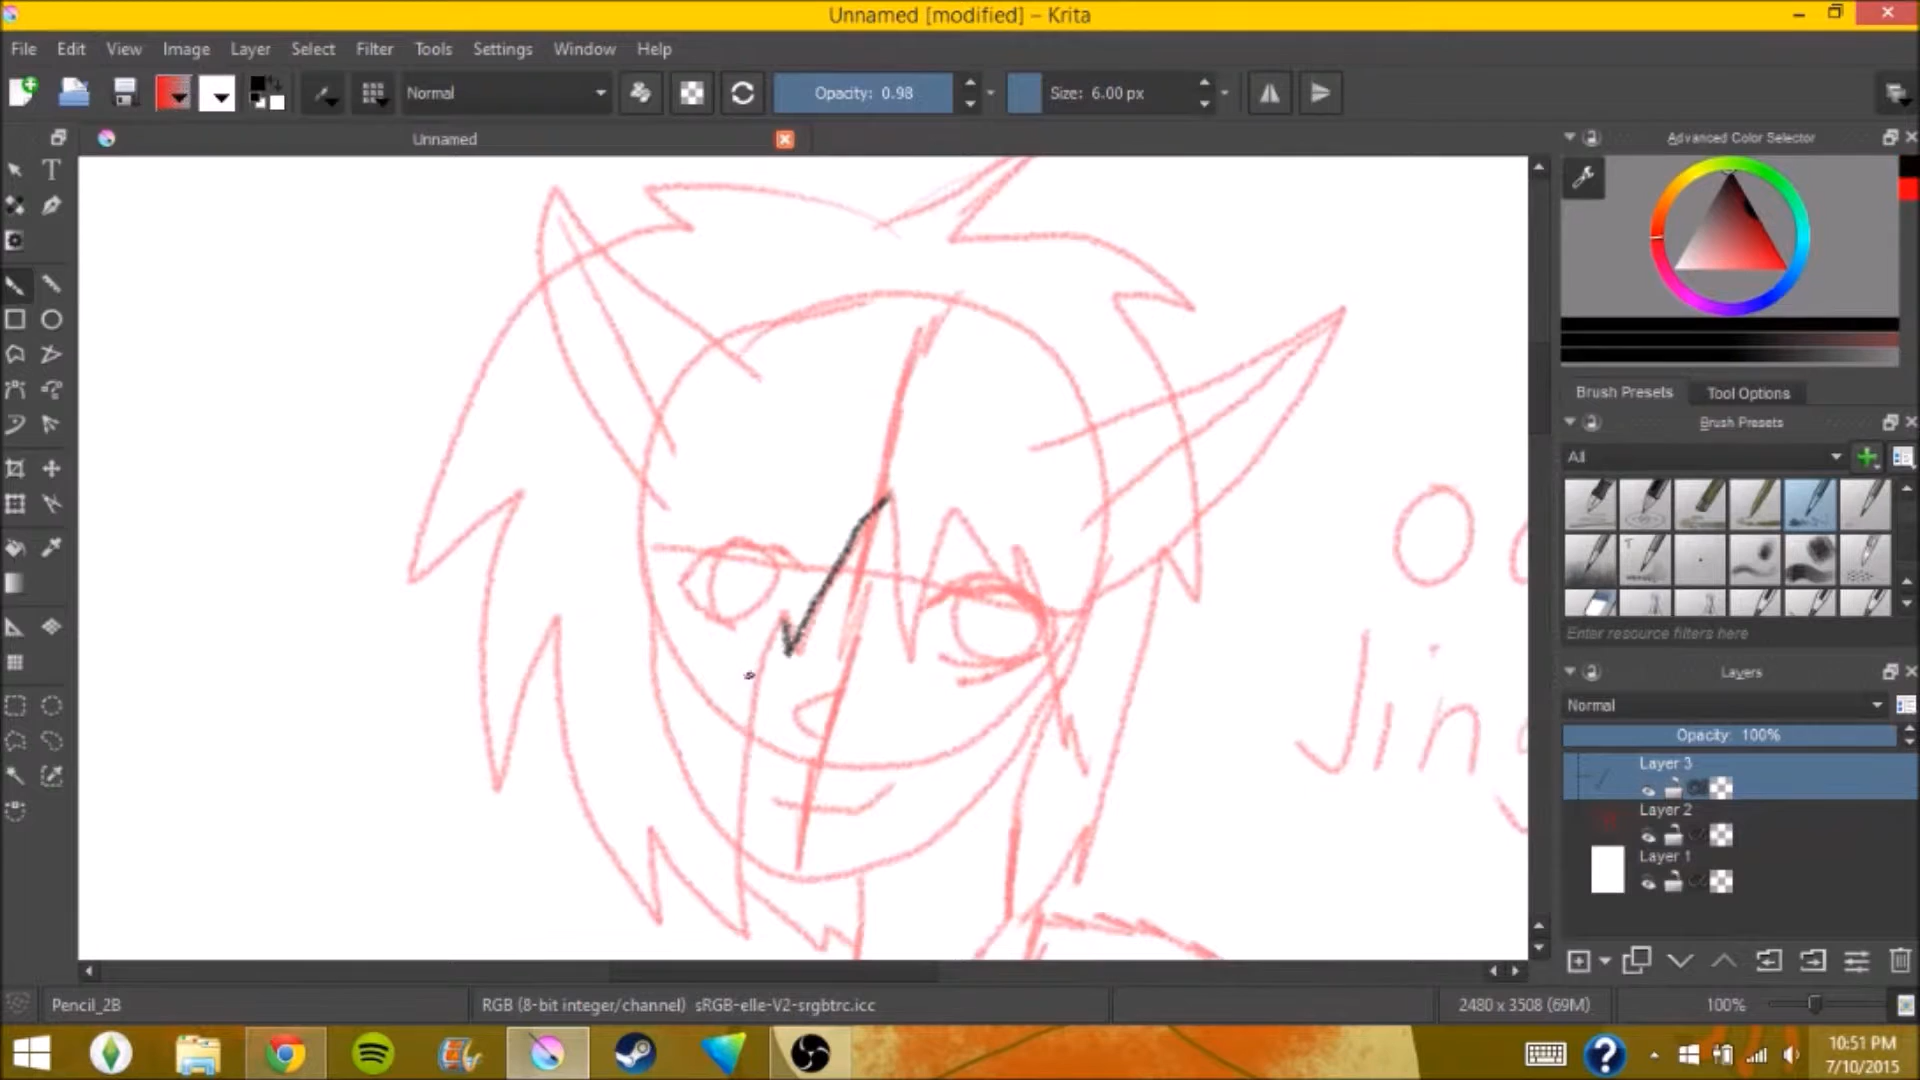 Unnamed [modified] – Krita
File Edit View Image Layer Select Filter Tools Settings Window Help
Normal Opacity: 0.98 Size: 6.00 px
Unnamed
Advanced Color Selector
Brush Presets Tool Options
Brush Presets
All
Enter resource filters here
Layers
Normal
Opacity: 100%
Layer 3
Layer 2
Layer 1
Jing
Pencil_2B RGB (8-bit integer/channel) sRGB-elle-V2-srgbtrc.icc 2480 x 3508 (69M) 100%
10:51 PM
7/10/2015